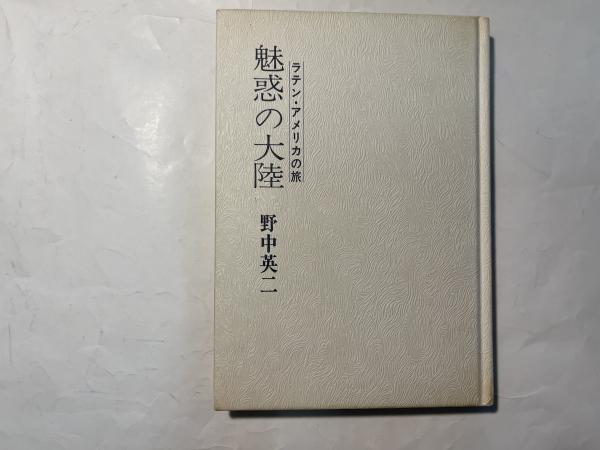 ラテン・アメリカの旅
魅惑の大陸
野中英二